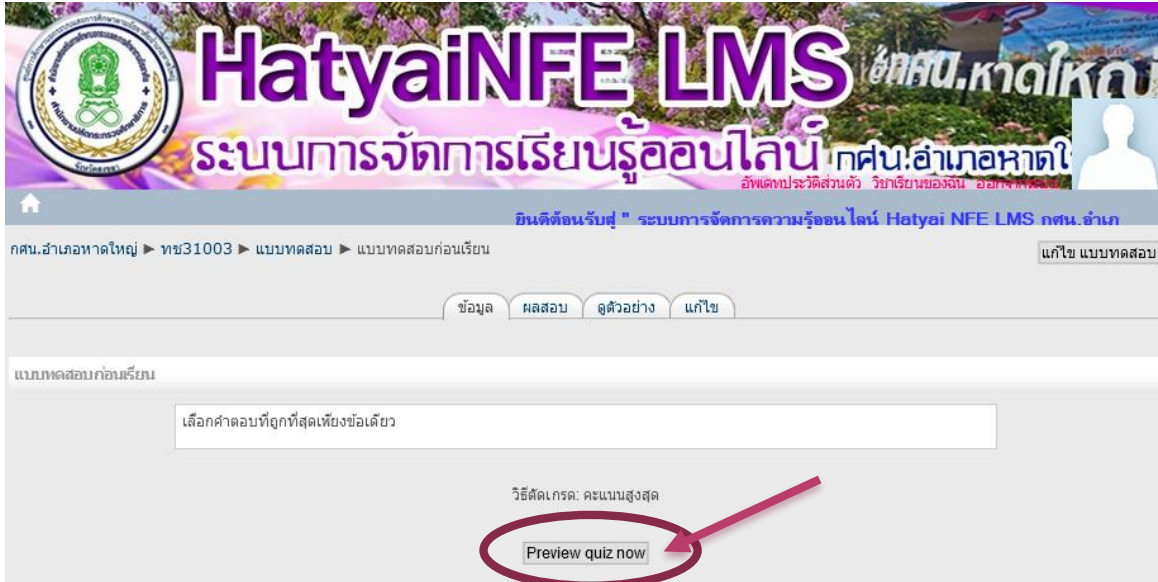 HatyaiNFE LMS
ระบบการจัดการเรียนรู้ออนไลน์ กศน.อำเภอหาดใ
อัพเดทประวัติส่วนตัว วิชาเรียนของฉัน
ยินดีต้อนรับสู่ " ระบบการจัดการความรู้ออนไลน์ Hatyai NFE LMS กศน.อำเภ
กศน.อำเภอหาดใหญ่ ► ทช31003 ► แบบทดสอบ ► แบบทดสอบก่อนเรียน
แก้ไข แบบทดสอบ
ข้อมูล ผลสอบ ดูตัวอย่าง แก้ไข
แบบทดสอบก่อนเรียน
เลือกคำตอบที่ถูกที่สุดเพียงข้อเดียว
วิธีตัดเกรด: คะแนนสูงสุด
Preview quiz now